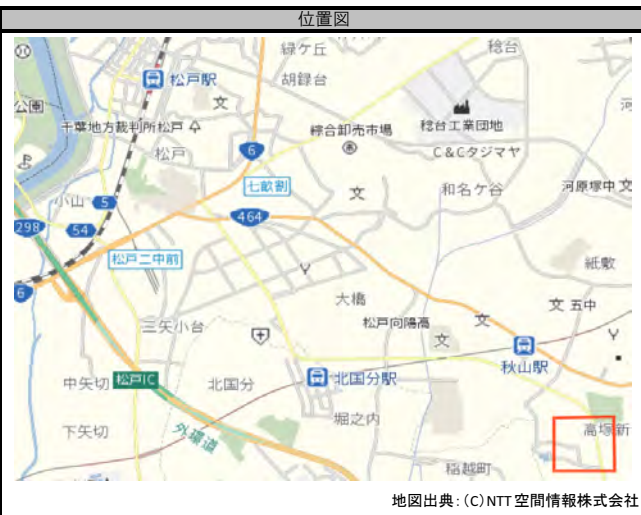 位置図
緑ケ丘
稔台
松戸駅
胡録台
公園
文
河
千葉地方裁判所松戸
綜合卸売市場
稔台工業団地
松戸
6
C&Cタジマヤ
七畝割
文
和名ケ谷
河原塚中 文
小山 5
298
54
464
松戸二中前
紙敷
6
大橋
文 五中
三矢小台
松戸向陽高
文
文
秋山駅
中矢切
松戸IC
北国分
北国分駅
下矢切
外環道
堀之内
高塚新
稲越町
地図出典：(C)NTT空間情報株式会社